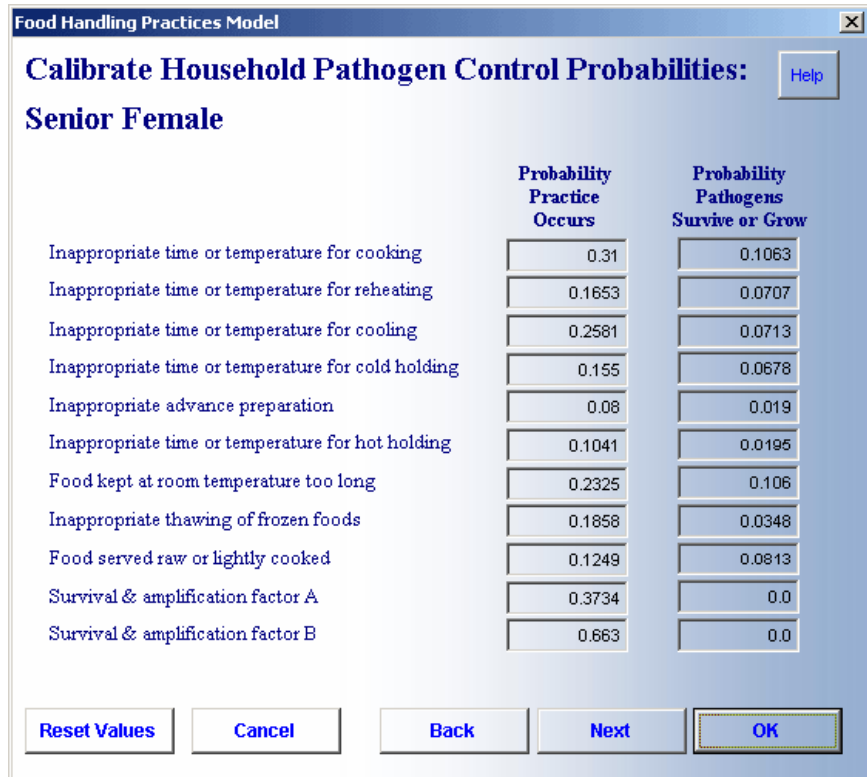 Food Handling Practices Model
Calibrate Household Pathogen Control Probabilities:
Help
Senior Female
Probability Practice Occurs
Probability Pathogens Survive or Grow
Inappropriate time or temperature for cooking 0.31 0.1063
Inappropriate time or temperature for reheating 0.1653 0.0707
Inappropriate time or temperature for cooling 0.2581 0.0713
Inappropriate time or temperature for cold holding 0.155 0.0678
Inappropriate advance preparation 0.08 0.019
Inappropriate time or temperature for hot holding 0.1041 0.0195
Food kept at room temperature too long 0.2325 0.106
Inappropriate thawing of frozen foods 0.1858 0.0348
Food served raw or lightly cooked 0.1249 0.0813
Survival & amplification factor A 0.3734 0.0
Survival & amplification factor B 0.663 0.0
Reset Values Cancel Back Next OK